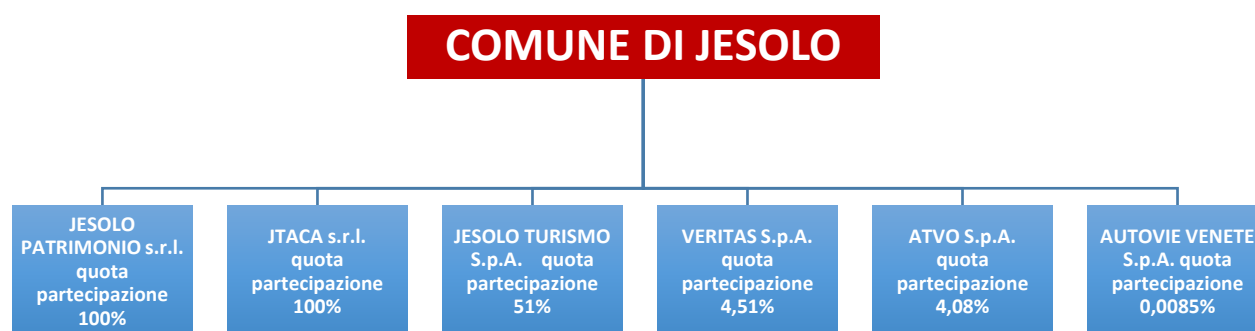 COMUNE DI JESOLO
JESOLO
PATRIMONIO s.r.l.
quota
partecipazione
100%
JTACA s.r.l.
quota
partecipazione
100%
JESOLO TURISMO
S.p.A. quota
partecipazione
51%
VERITAS S.p.A.
quota
partecipazione
4,51%
ATVO S.p.A.
quota
partecipazione
4,08%
AUTOVIE VENETE
S.p.A. quota
partecipazione
0,0085%